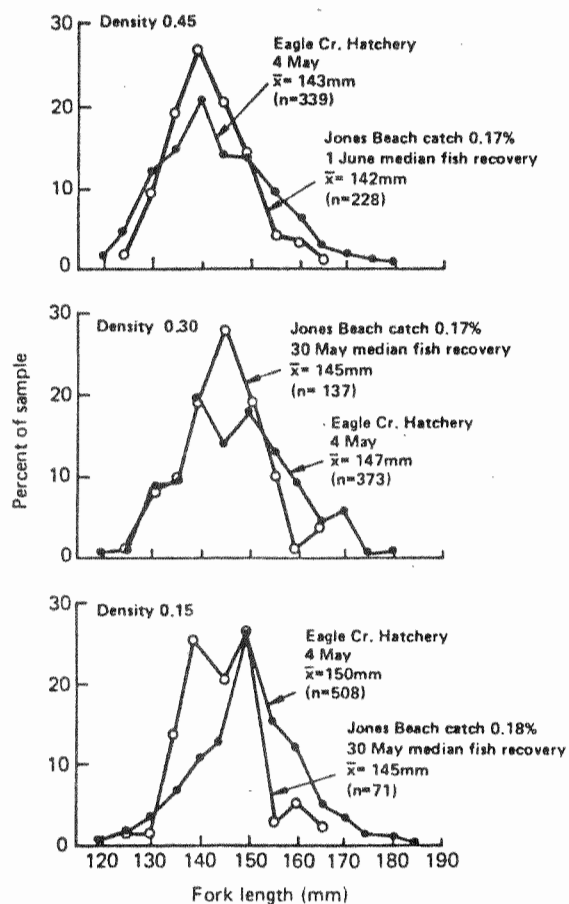 Density 0.45
30
20
10
0
Eagle Cr. Hatchery
4 May
x̄= 143mm
(n=339)
Jones Beach catch 0.17%
1 June median fish recovery
x̄= 142mm
(n=228)
Density 0.30
30
20
10
0
Jones Beach catch 0.17%
30 May median fish recovery
x̄= 145mm
(n= 137)
Eagle Cr. Hatchery
4 May
x̄= 147mm
(n=373)
Percent of sample
Density 0.15
30
20
10
0
Eagle Cr. Hatchery
4 May
x̄=150mm
(n=508)
Jones Beach catch 0.18%
30 May median fish recovery
x̄= 145mm
(n=71)
120 130 140 150 160 170 180 190
Fork length (mm)